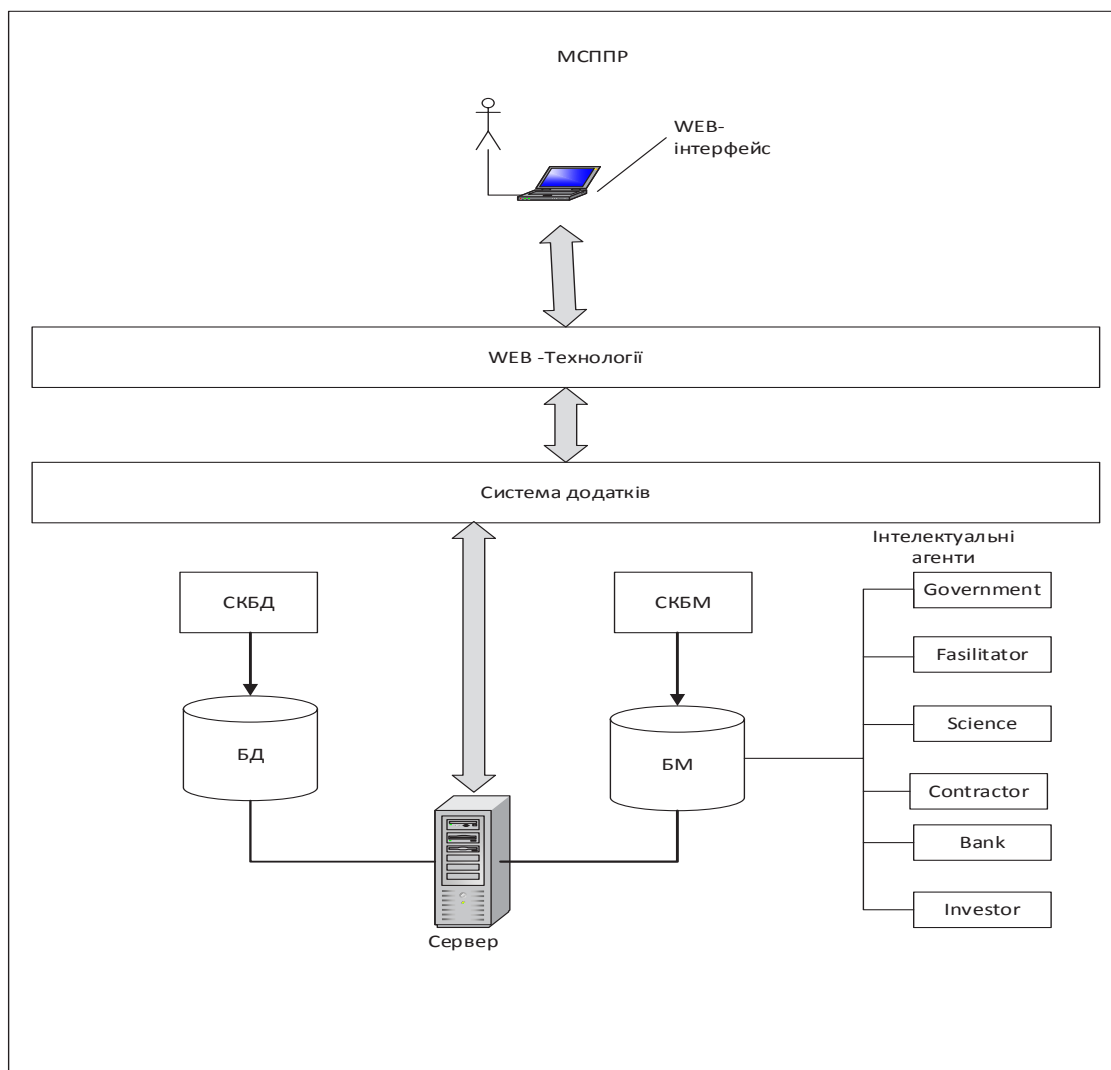 МСППР
WEB-
інтерфейс
WEB -Технології
Система додатків
Інтелектуальні
агенти
СКБД
СКБМ
Government
Fasilitator
Science
БД
БМ
Contractor
Bank
Investor
Сервер